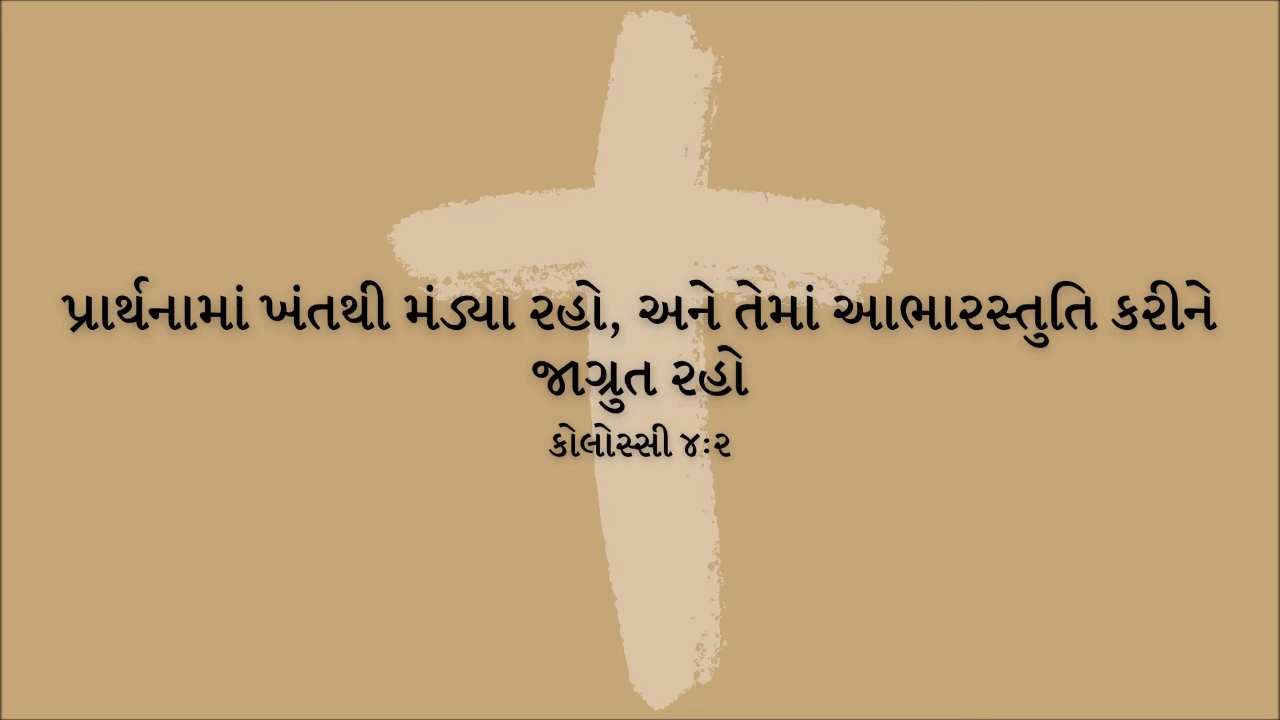 પ્રાર્થનામાં ખંતથી મંડ્યા રહો, અને તેમાં આભારસ્તુતિ કરીને
જાગ્રુત રહો
કોલોસ્સી ૪:૨